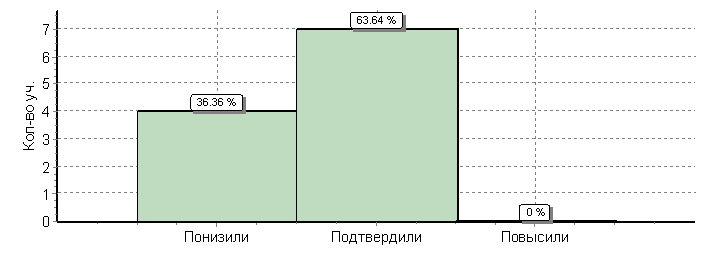 Кол-во уч.
7
6
5
4
3
2
1
0
36.36 %
63.64 %
0 %
Понизили
Подтвердили
Повысили